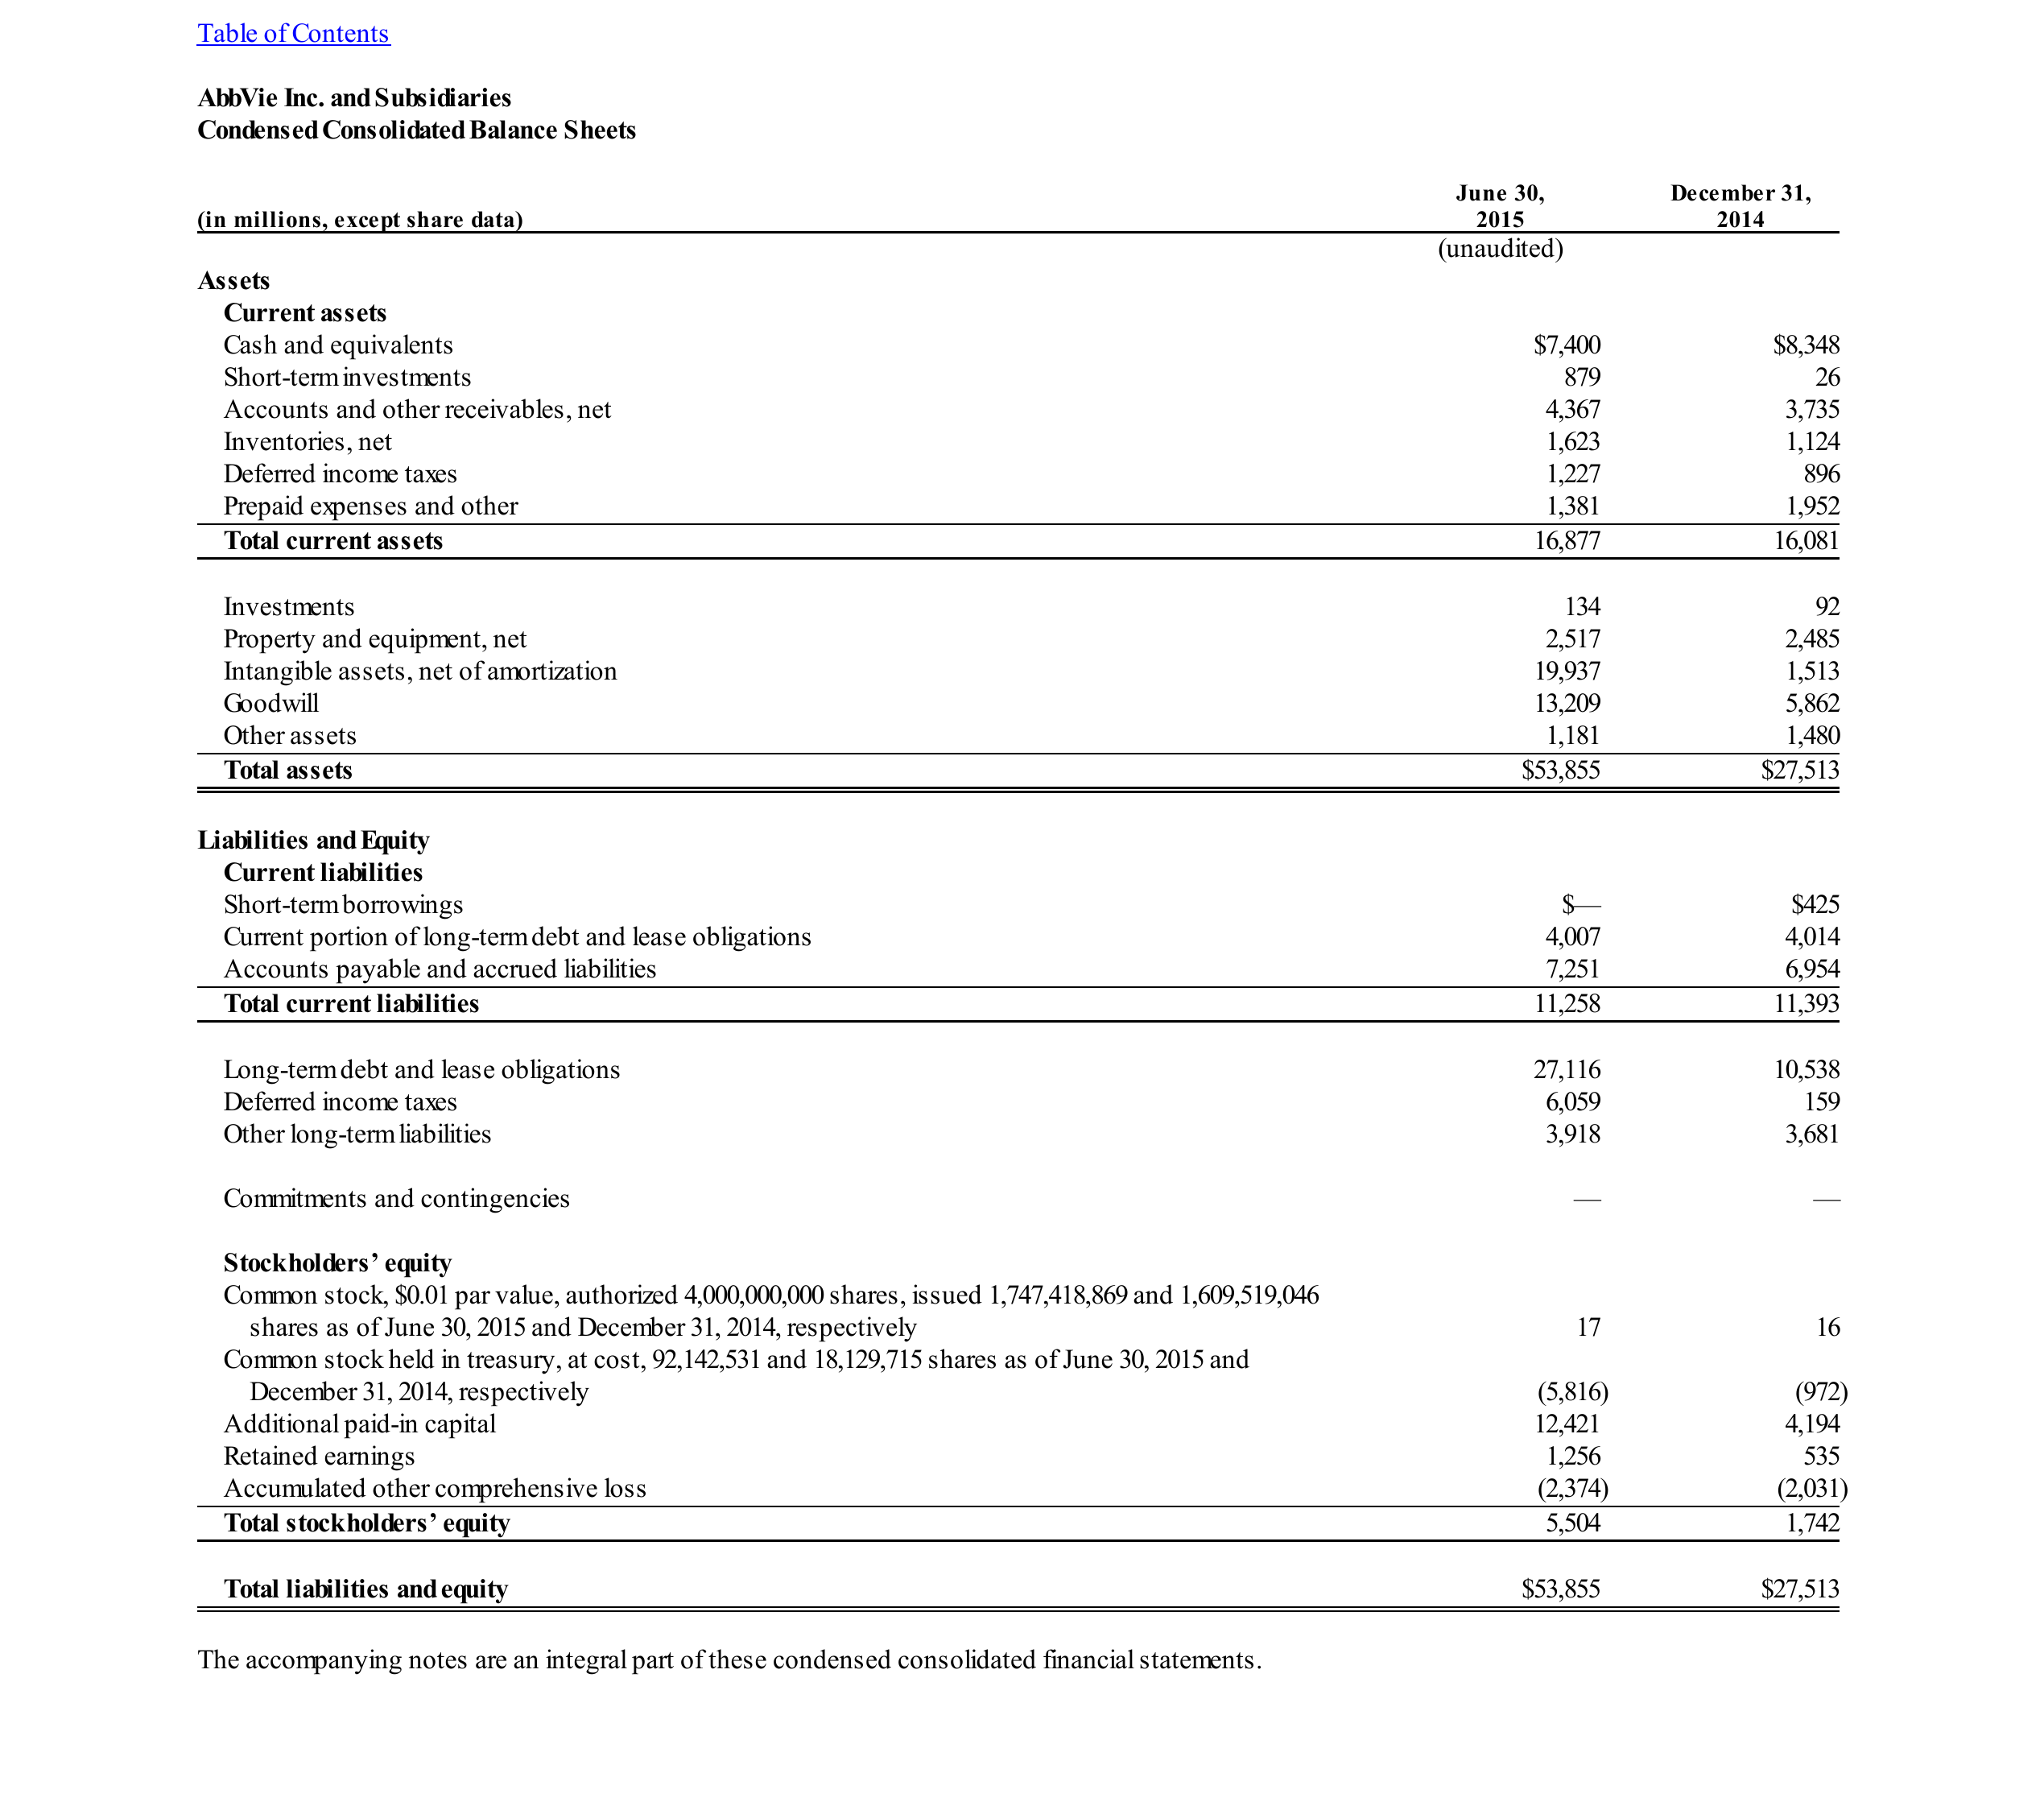 Table of Contents
AbbVie Inc. and Subsidiaries
Condensed Consolidated Balance Sheets
June 30, December 31,
(in millions, except share data) 2015 2014
(unaudited)
Assets
Current assets
Cash and equivalents $7,400 $8,348
Short-term investments 879 26
Accounts and other receivables, net 4,367 3,735
Inventories, net 1,623 1,124
Deferred income taxes 1,227 896
Prepaid expenses and other 1,381 1,952
Total current assets 16,877 16,081
Investments 134 92
Property and equipment, net 2,517 2,485
Intangible assets, net of amortization 19,937 1,513
Goodwill 13,209 5,862
Other assets 1,181 1,480
Total assets $53,855 $27,513
Liabilities and Equity
Current liabilities
Short-term borrowings $— $425
Current portion of long-term debt and lease obligations 4,007 4,014
Accounts payable and accrued liabilities 7,251 6,954
Total current liabilities 11,258 11,393
Long-term debt and lease obligations 27,116 10,538
Deferred income taxes 6,059 159
Other long-term liabilities 3,918 3,681
Commitments and contingencies — —
Stockholders’ equity
Common stock, $0.01 par value, authorized 4,000,000,000 shares, issued 1,747,418,869 and 1,609,519,046
shares as of June 30, 2015 and December 31, 2014, respectively 17 16
Common stock held in treasury, at cost, 92,142,531 and 18,129,715 shares as of June 30, 2015 and
December 31, 2014, respectively (5,816) (972)
Additional paid-in capital 12,421 4,194
Retained earnings 1,256 535
Accumulated other comprehensive loss (2,374) (2,031)
Total stockholders’ equity 5,504 1,742
Total liabilities and equity $53,855 $27,513
The accompanying notes are an integral part of these condensed consolidated financial statements.